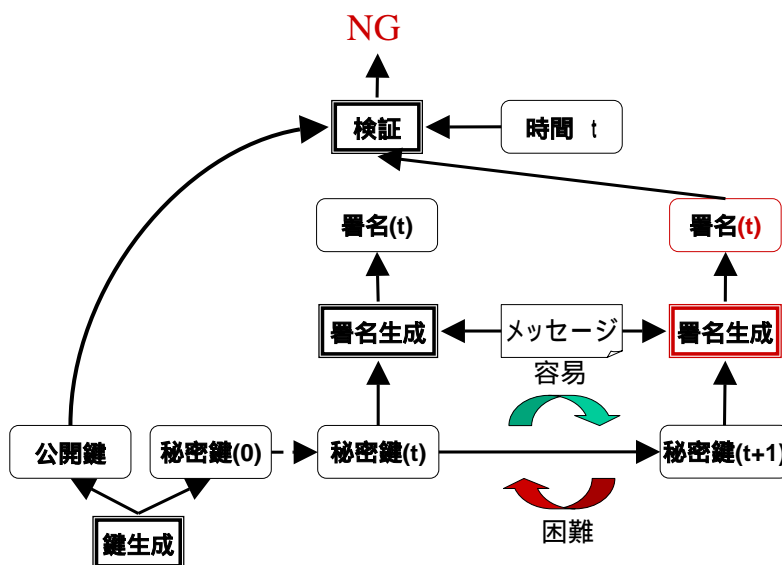 NG
検証
時間 t
署名(t)
署名(t)
署名生成
メッセージ
署名生成
容易
公開鍵
秘密鍵(0)
秘密鍵(t)
秘密鍵(t+1)
困難
鍵生成